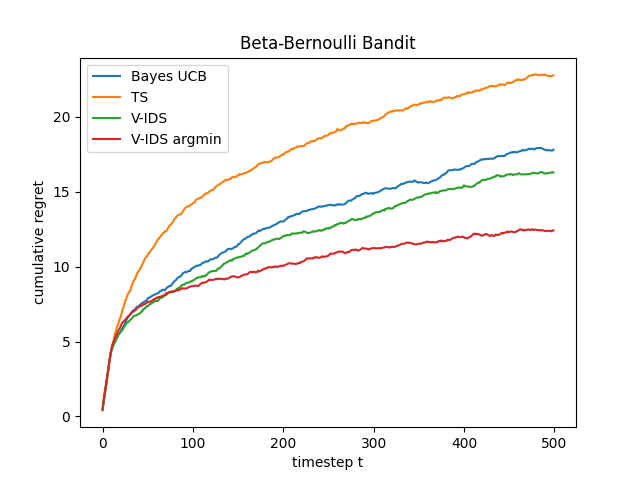 Beta-Bernoulli Bandit
Bayes UCB
TS
V-IDS
V-IDS argmin
cumulative regret
20
15
10
5
0
0 100 200 300 400 500
timestep t